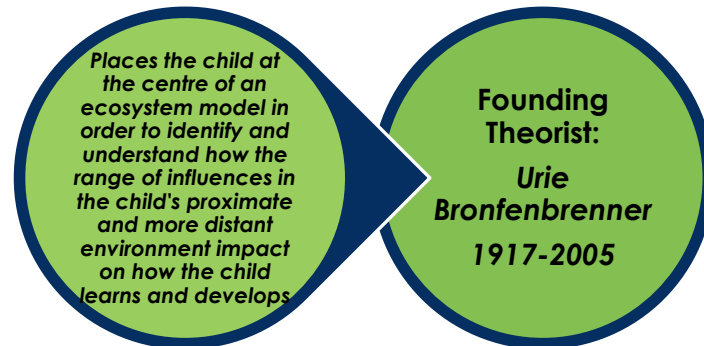 Places the child at
the centre of an
ecosystem model in
order to identify and
understand how the
range of influences in
the child's proximate
and more distant
environment impact
on how the child
learns and develops
Founding
Theorist:
Urie
Bronfenbrenner
1917-2005